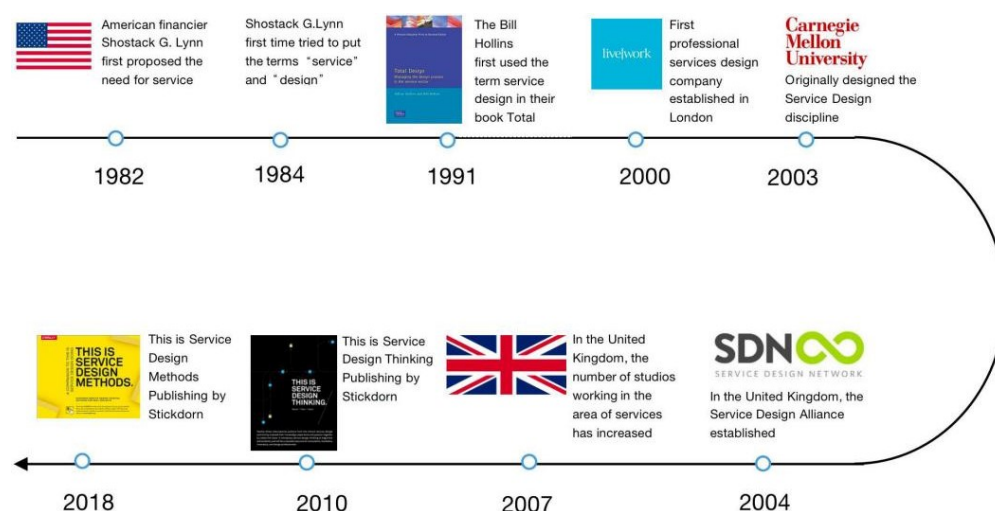 American financier
Shostack G. Lynn
first proposed the
need for service
Shostack G.Lynn
first time tried to put
the terms “service”
and “design”
Total Design
The Bill
Hollins
first used the
term service
design in their
book Total
live|work
First
professional
services design
company
established in
London
Carnegie
Mellon
University
Originally designed the
Service Design
discipline
1982
1984
1991
2000
2003
THIS IS
SERVICE
DESIGN
METHODS.
This is Service
Design
Methods
Publishing by
Stickdorn
THIS IS
SERVICE
DESIGN
THINKING.
This is Service
Design Thinking
Publishing by
Stickdorn
In the United
Kingdom, the
number of studios
working in the
area of services
has increased
SDN
SERVICE DESIGN NETWORK
In the United Kingdom, the
Service Design Alliance
established
2018
2010
2007
2004